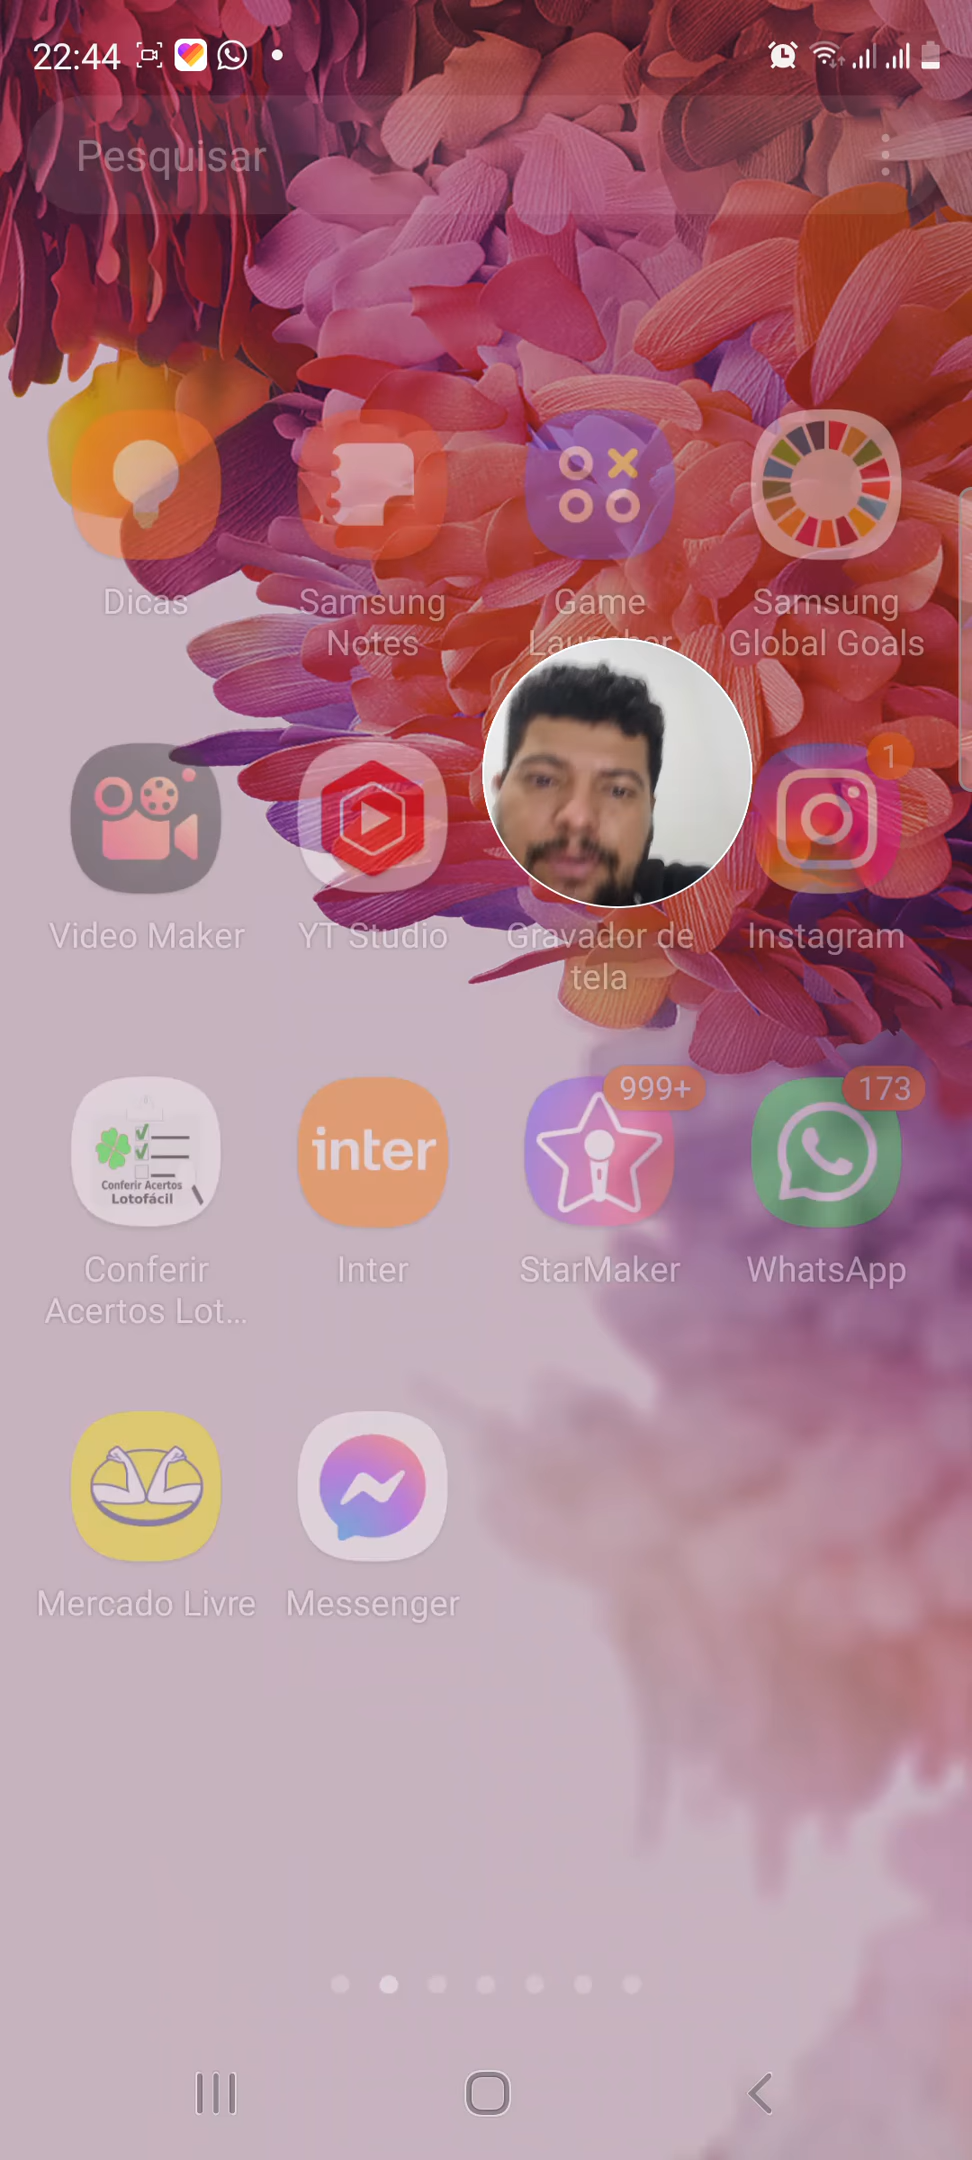 22:44
Pesquisar
Dicas
Samsung
Notes
Game
Launcher
Samsung
Global Goals
1
Video Maker
YT Studio
Gravador de
tela
Instagram
Conferir Acertos
Lotofácil
inter
999+
173
Conferir
Acertos Lot...
Inter
StarMaker
WhatsApp
Mercado Livre
Messenger